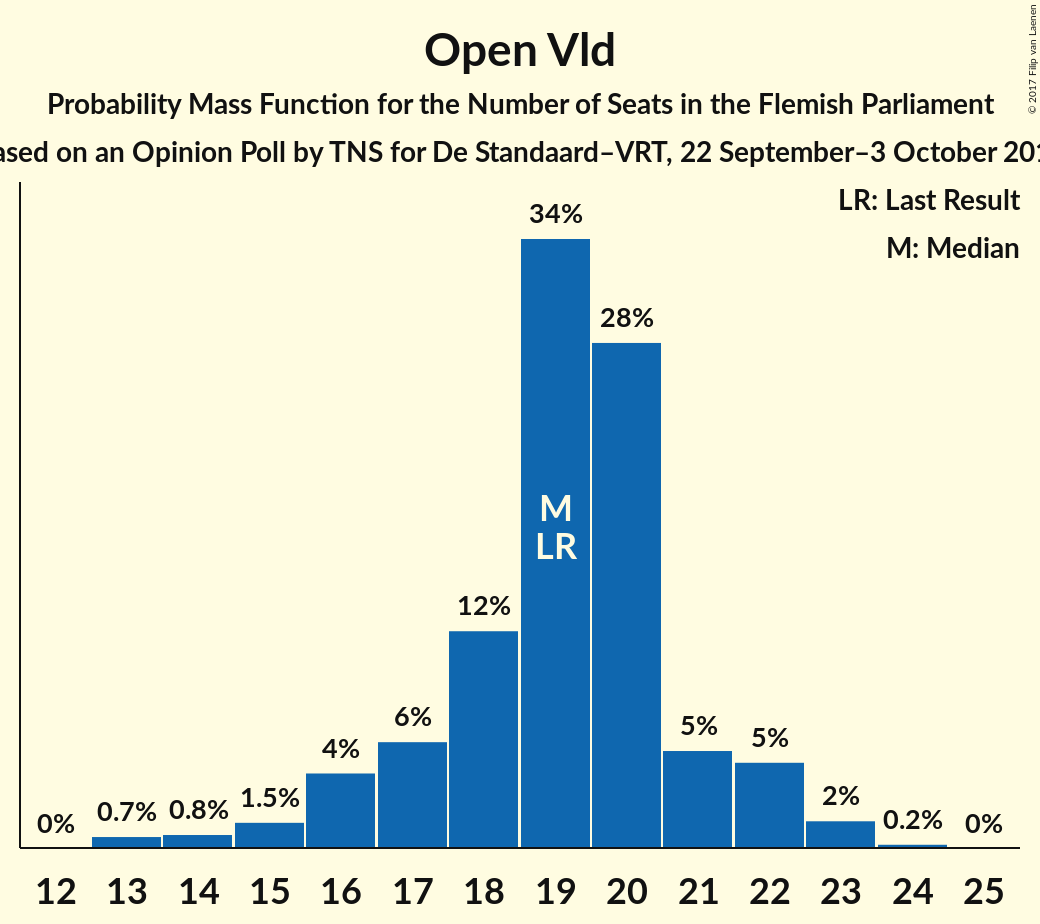 Open Vld
Probability Mass Function for the Number of Seats in the Flemish Parliament
on an Opinion Poll by TNS for De Standaard–VRT, 22 September–3 October
© 2017 Filip van Laenen
LR: Last Result
M: Median
34%
28%
12%
6%
4%
1.5%
0.8%
0.7%
0%
5%
5%
2%
0.2%
0%
M
LR
12 13 14 15 16 17 18 19 20 21 22 23 24 25